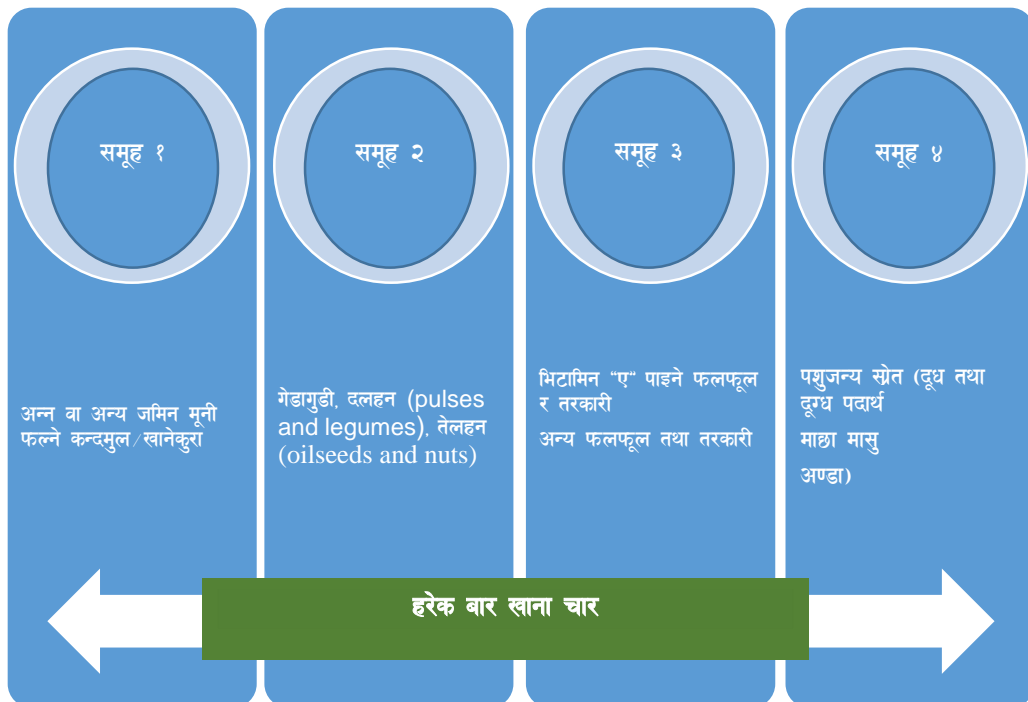 समूह १
अन्न वा अन्य जमिन मूनी
फल्ने कन्दमुल/खानेकुरा
समूह २
गेडागुडी, दलहन (pulses
and legumes), तेलहन
(oilseeds and nuts)
समूह ३
भिटामिन “ए“ पाइने फलफूल
र तरकारी
अन्य फलफूल तथा तरकारी
समूह ४
पशुजन्य स्रोत (दूध तथा
दूग्ध पदार्थ
माछा मासु
अण्डा)
हरेक बार खाना चार